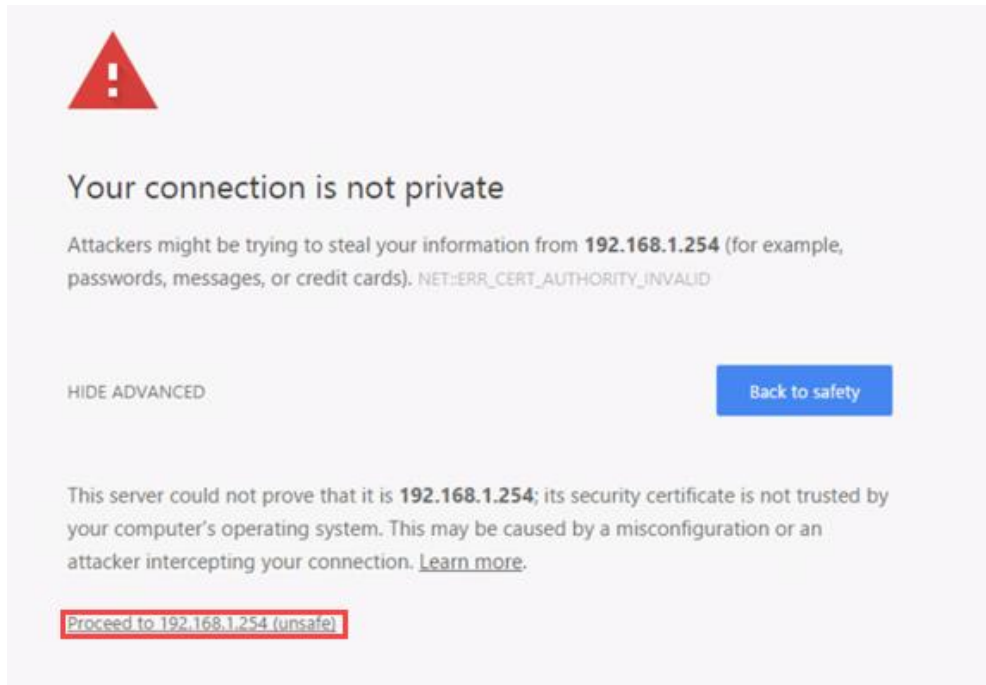 Your connection is not private
Attackers might be trying to steal your information from 192.168.1.254 (for example,
passwords, messages, or credit cards). NET::ERR_CERT_AUTHORITY_INVALID
HIDE ADVANCED
Back to safety
This server could not prove that it is 192.168.1.254; its security certificate is not trusted by
your computer's operating system. This may be caused by a misconfiguration or an
attacker intercepting your connection. Learn more.
Proceed to 192.168.1.254 (unsafe)